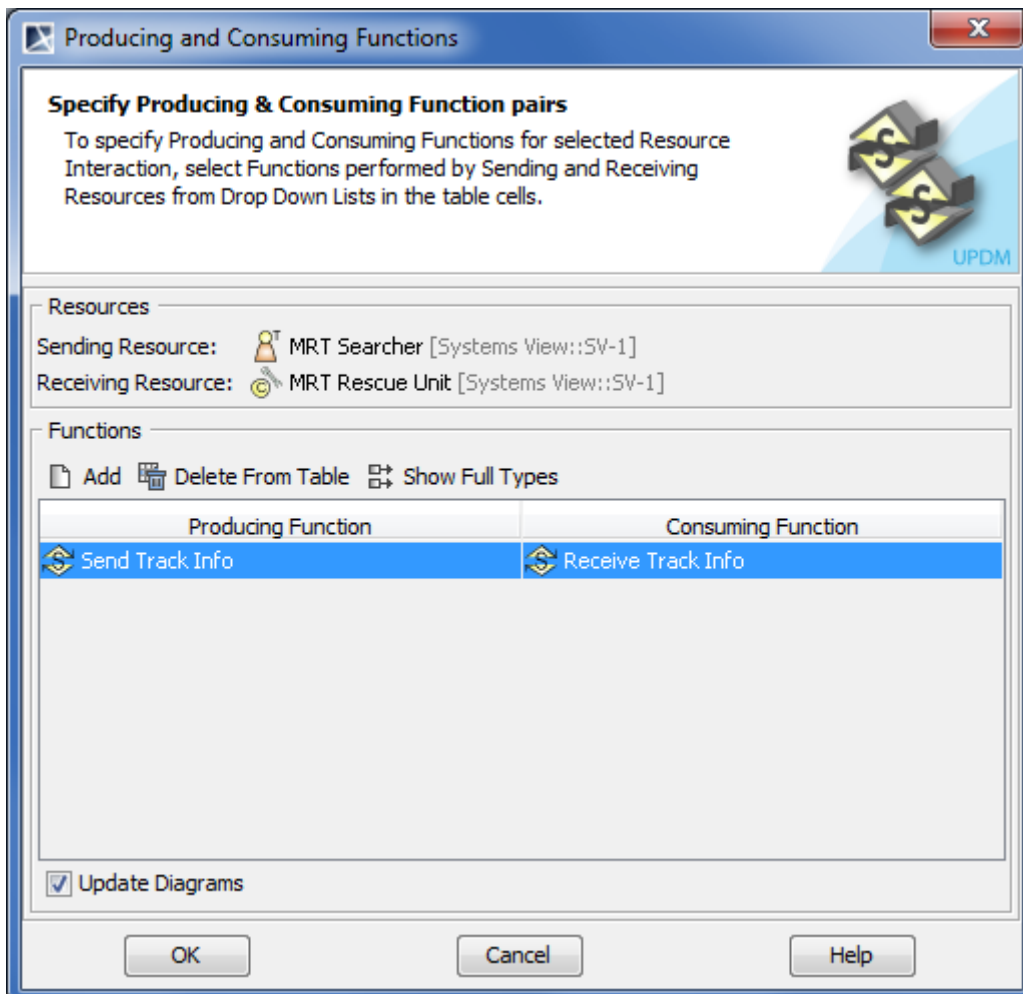 Producing and Consuming Functions
Specify Producing & Consuming Function pairs
To specify Producing and Consuming Functions for selected Resource
Interaction, select Functions performed by Sending and Receiving
Resources from Drop Down Lists in the table cells.
S
S
UPDM
Resources
Sending Resource: MRT Searcher [Systems View::SV-1]
Receiving Resource: MRT Rescue Unit [Systems View::SV-1]
Functions
Add Delete From Table Show Full Types
Producing Function Consuming Function
Send Track Info Receive Track Info
Update Diagrams
OK Cancel Help